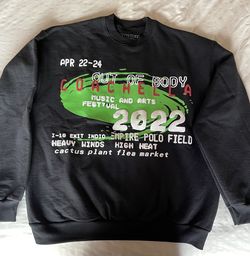 APR 22-24
OUT OF BODY
COACHELLA
MUSIC AND ARTS
FESTIVAL
2022
I-10 EXIT INDIO EMPIRE POLO FIELD
HEAVY WINDS HIGH HEAT
cactus plant flea market